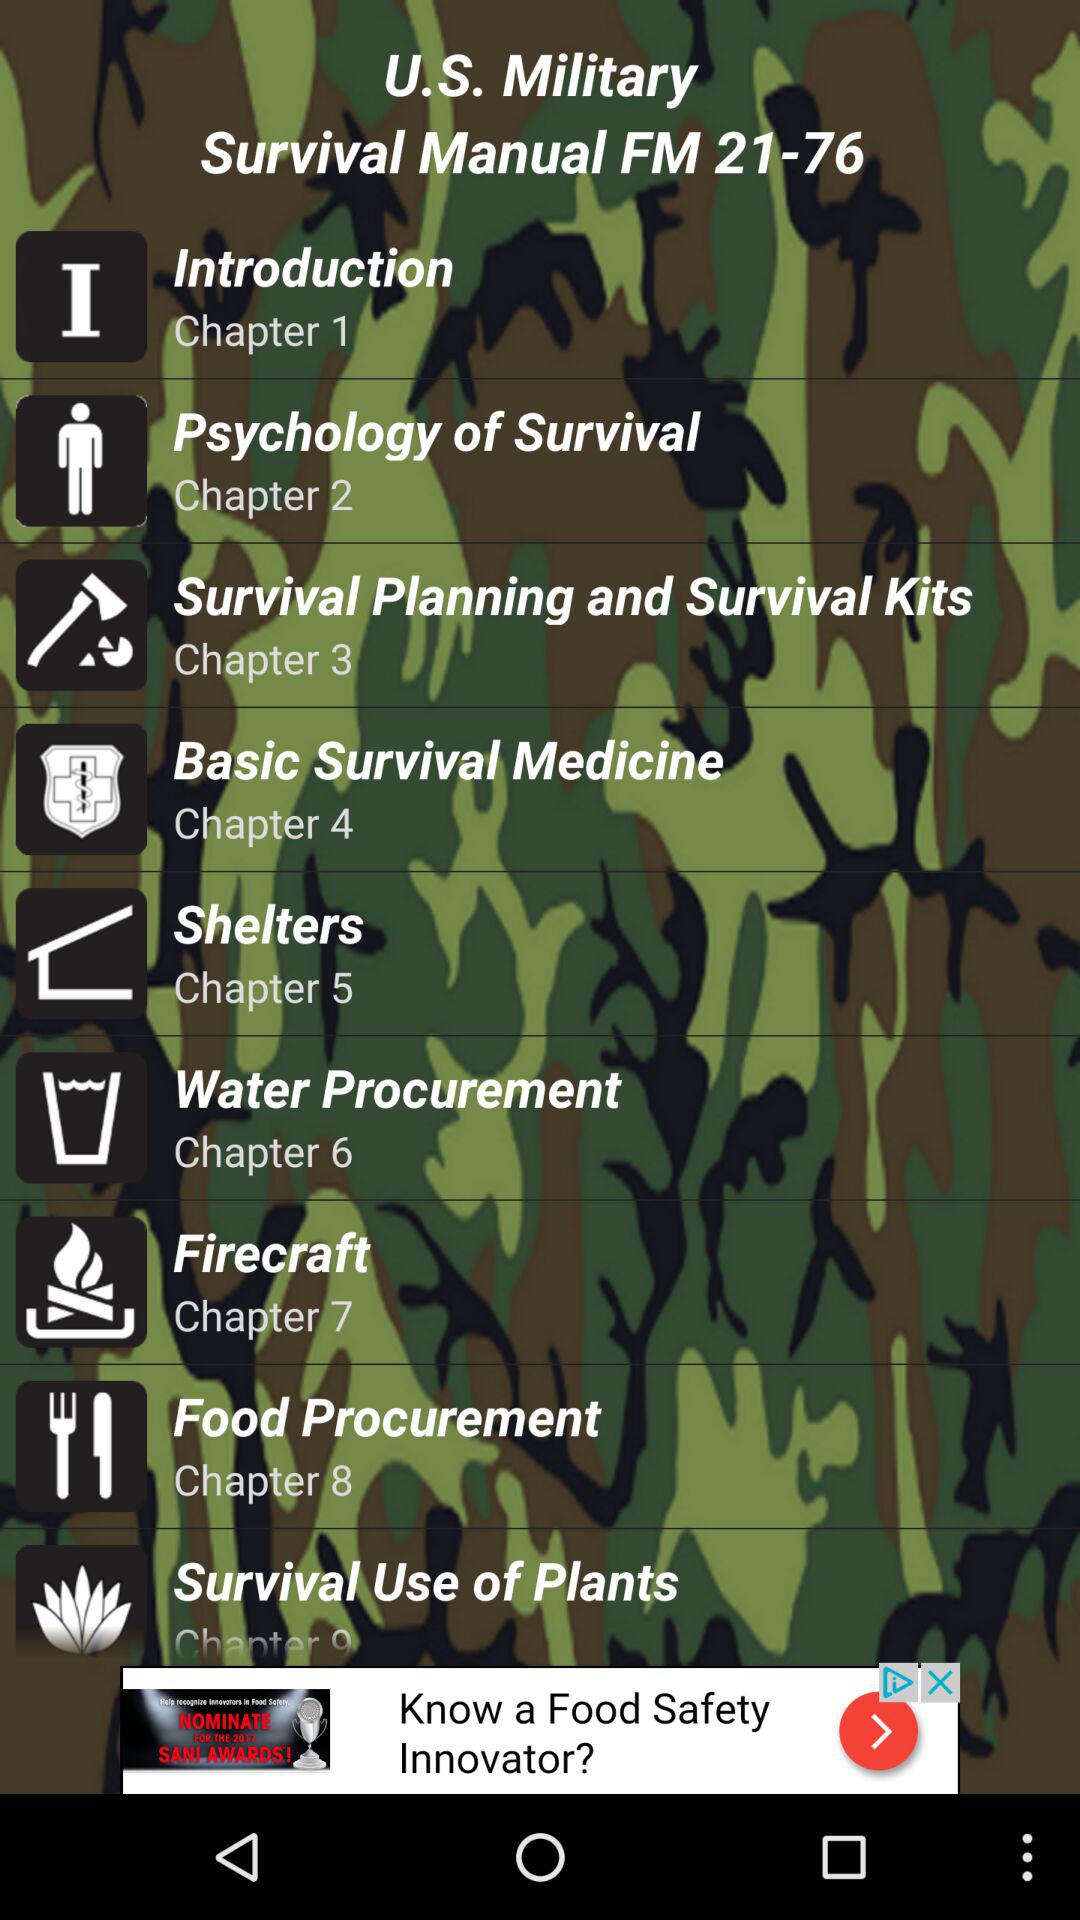 U.S. Military
Survival Manual FM 21-76
I
Introduction
Chapter 1
Psychology of Survival
Chapter 2
Survival Planning and Survival Kits
Chapter 3
Basic Survival Medicine
Chapter 4
Shelters
Chapter 5
Water Procurement
Chapter 6
Firecraft
Chapter 7
Food Procurement
Chapter 8
Survival Use of Plants
Chapter 9
Help recognize Innovators in Food Safety.
NOMINATE
FOR THE 2017
SANI AWARDS!
Know a Food Safety
Innovator?